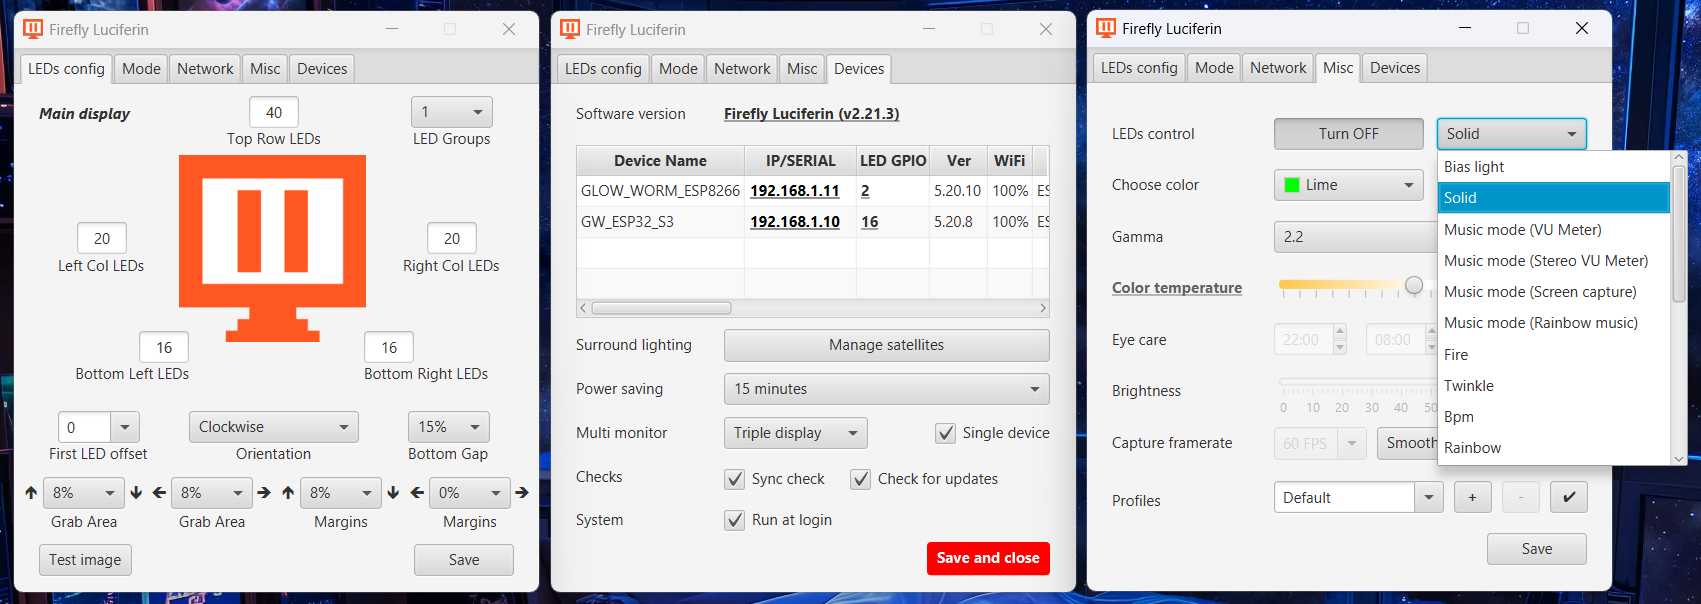 Firefly Luciferin
LEDs config Mode Network Misc Devices
Main display
40
Top Row LEDs
1
LED Groups
20
Left Col LEDs
20
Right Col LEDs
16
Bottom Left LEDs
16
Bottom Right LEDs
0
First LED offset
Clockwise
Orientation
15%
Bottom Gap
8%
Grab Area
8%
Grab Area
8%
Margins
0%
Margins
Test image
Save
Firefly Luciferin
LEDs config Mode Network Misc Devices
Software version Firefly Luciferin (v2.21.3)
Device Name IP/SERIAL LED GPIO Ver WiFi
GLOW_WORM_ESP8266 192.168.1.11 2 5.20.10 100% ES
GW_ESP32_S3 192.168.1.10 16 5.20.8 100% ES
Surround lighting Manage satellites
Power saving 15 minutes
Multi monitor Triple display Single device
Checks Sync check Check for updates
System Run at login
Save and close
Firefly Luciferin
LEDs config Mode Network Misc Devices
LEDs control Turn OFF Solid
Choose color Lime
Gamma 2.2
Color temperature
Eye care 22:00 08:00
Brightness
0 10 20 30 40 50
Capture framerate 60 FPS Smooth
Profiles Default + - ✔
Save
Bias light
Solid
Music mode (VU Meter)
Music mode (Stereo VU Meter)
Music mode (Screen capture)
Music mode (Rainbow music)
Fire
Twinkle
Bpm
Rainbow